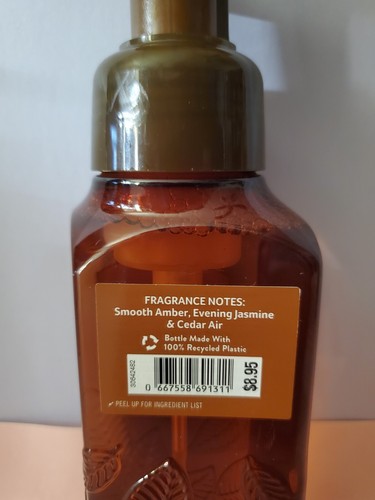 FRAGRANCE NOTES:
Smooth Amber, Evening Jasmine
& Cedar Air
Bottle Made With
100% Recycled Plastic
30542482
0 667558 691311
$8.95
PEEL UP FOR INGREDIENT LIST